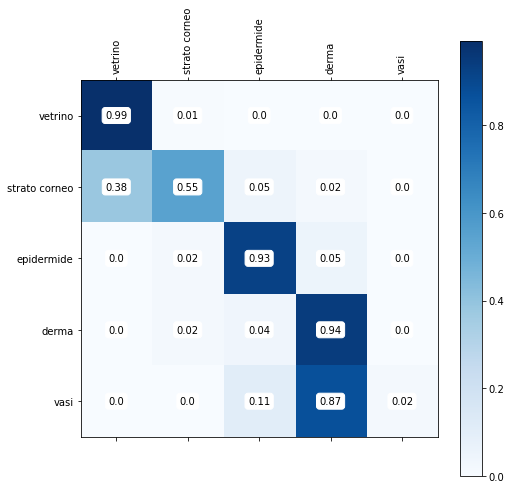 vetrino strato corneo epidermide derma vasi
vetrino 0.99 0.01 0.0 0.0 0.0
strato corneo 0.38 0.55 0.05 0.02 0.0
epidermide 0.0 0.02 0.93 0.05 0.0
derma 0.0 0.02 0.04 0.94 0.0
vasi 0.0 0.0 0.11 0.87 0.02
0.8
0.6
0.4
0.2
0.0